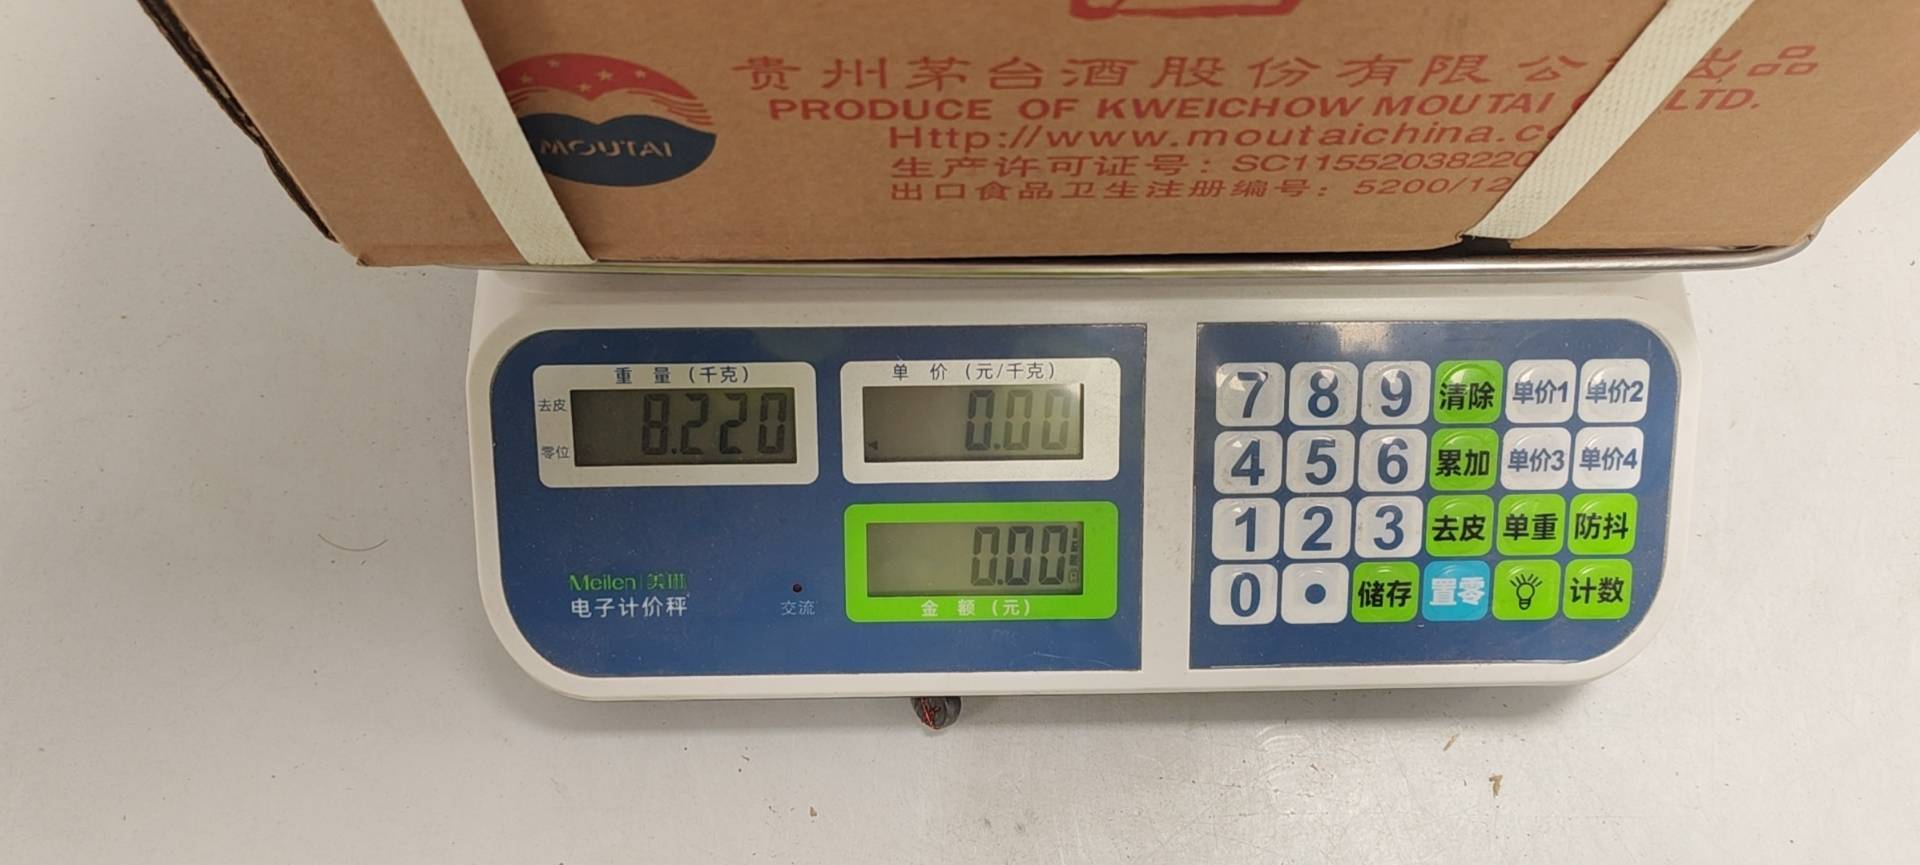 贵州茅台酒股份有限公 出品
PRODUCE OF KWEICHOW MOUTAI LTD.
MOUTAI
Http://www.moutaichina.c
生产许可证号：SC11552038220
出口食品卫生注册编号：5200/12
重 量 (千克)
去皮
零位
8.220
单 价 (元/千克)
0.00
0.00
金 额 (元)
Meilen 美琳
电子计价秤
交流
7 8 9 清除 单价1 单价2
4 5 6 累加 单价3 单价4
1 2 3 去皮 单重 防抖
0 • 储存 置零 计数